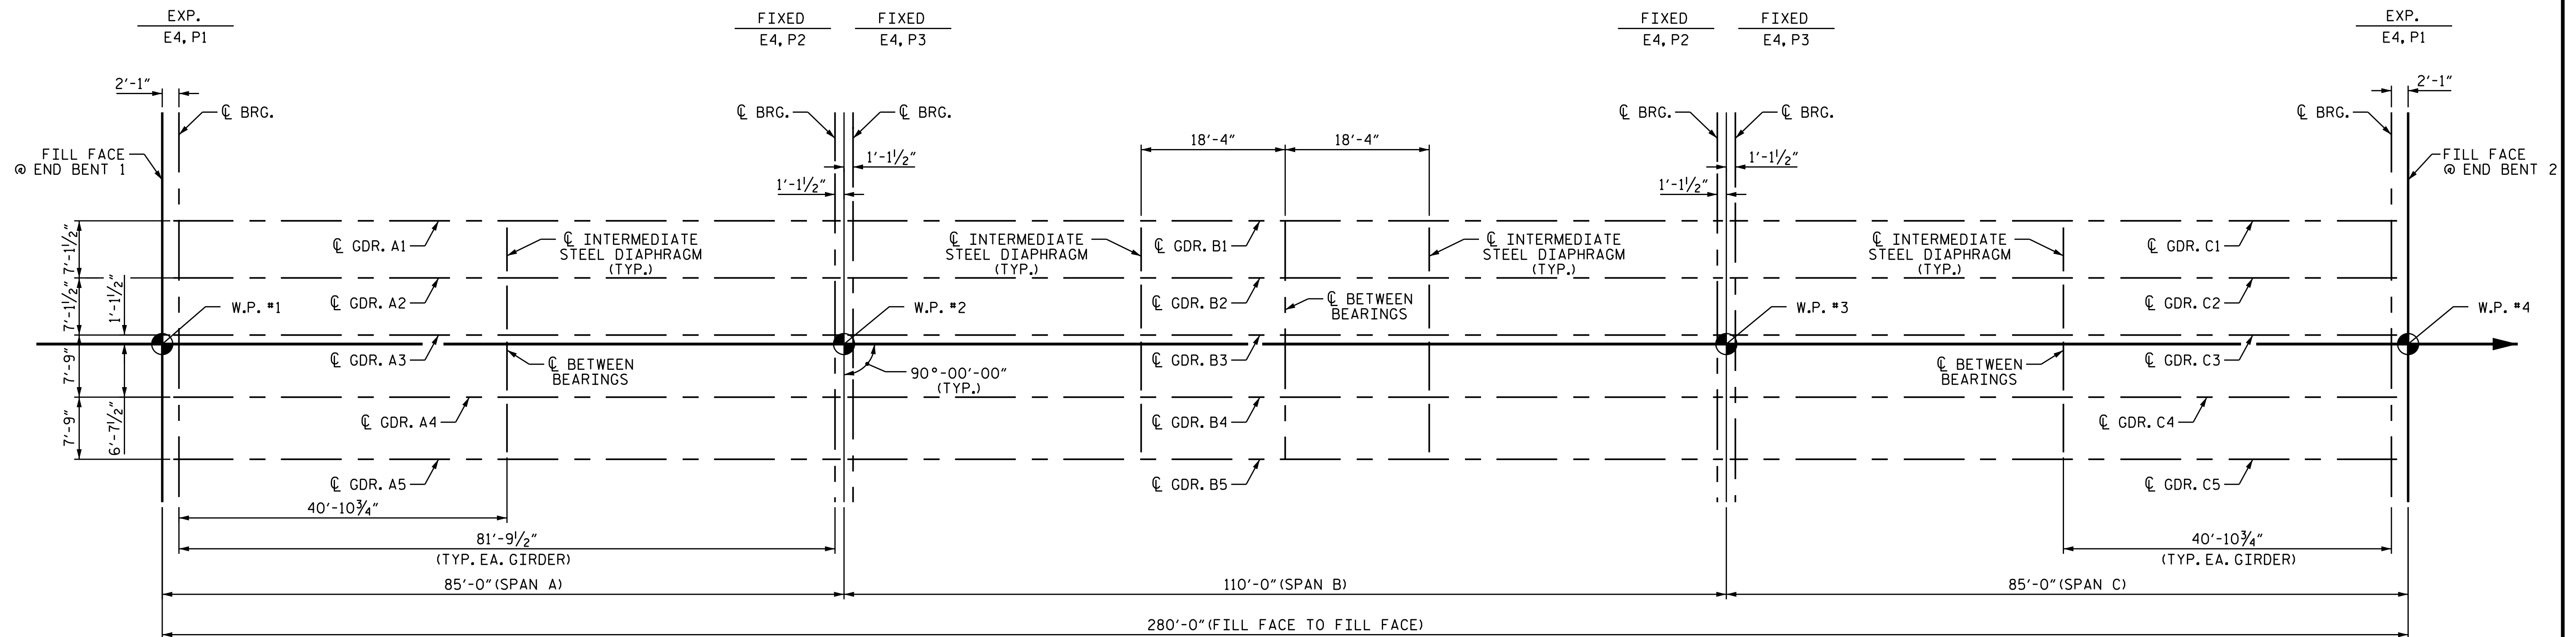 EXP.
E4, P1
FIXED
E4, P2
FIXED
E4, P3
FIXED
E4, P2
FIXED
E4, P3
EXP.
E4, P1
2'-1"
2'-1"
℄ BRG.
℄ BRG.
℄ BRG.
℄ BRG.
℄ BRG.
℄ BRG.
18'-4"
18'-4"
FILL FACE
@ END BENT 1
1'-1½"
1'-1½"
FILL FACE
@ END BENT 2
1'-1½"
1'-1½"
7'-1½"
℄ GDR. A1
℄ INTERMEDIATE
STEEL DIAPHRAGM
(TYP.)
℄ INTERMEDIATE
STEEL DIAPHRAGM
(TYP.)
℄ GDR. B1
℄ INTERMEDIATE
STEEL DIAPHRAGM
(TYP.)
℄ INTERMEDIATE
STEEL DIAPHRAGM
(TYP.)
℄ GDR. C1
7'-1½"
1'-1½"
W.P. #1
℄ GDR. A2
W.P. #2
℄ GDR. B2
℄ BETWEEN
BEARINGS
W.P. #3
℄ GDR. C2
W.P. #4
7'-9"
℄ GDR. A3
℄ BETWEEN
BEARINGS
90°-00'-00"
(TYP.)
℄ GDR. B3
℄ BETWEEN
BEARINGS
℄ GDR. C3
7'-9"
6'-7½"
℄ GDR. A4
℄ GDR. B4
℄ GDR. C4
℄ GDR. A5
℄ GDR. B5
℄ GDR. C5
40'-10¾"
81'-9½"
(TYP. EA. GIRDER)
40'-10¾"
(TYP. EA. GIRDER)
85'-0" (SPAN A)
110'-0" (SPAN B)
85'-0" (SPAN C)
280'-0" (FILL FACE TO FILL FACE)